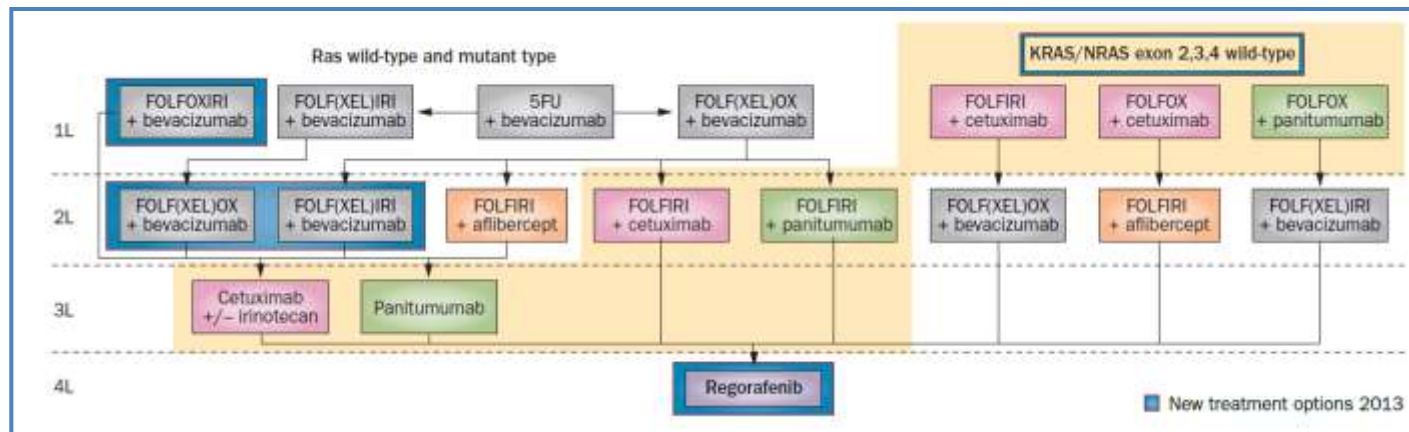 Ras wild-type and mutant type
KRAS/NRAS exon 2,3,4 wild-type
1L
FOLFOXIRI
+ bevacizumab
FOLF(XEL)IRI
+ bevacizumab
5FU
+ bevacizumab
FOLF(XEL)OX
+ bevacizumab
FOLFIRI
+ cetuximab
FOLFOX
+ cetuximab
FOLFOX
+ panitumumab
2L
FOLF(XEL)OX
+ bevacizumab
FOLF(XEL)IRI
+ bevacizumab
FOLFIRI
+ aflibercept
FOLFIRI
+ cetuximab
FOLFIRI
+ panitumumab
FOLF(XEL)OX
+ bevacizumab
FOLFIRI
+ aflibercept
FOLF(XEL)IRI
+ bevacizumab
3L
Cetuximab
+/− irinotecan
Panitumumab
4L
Regorafenib
New treatment options 2013